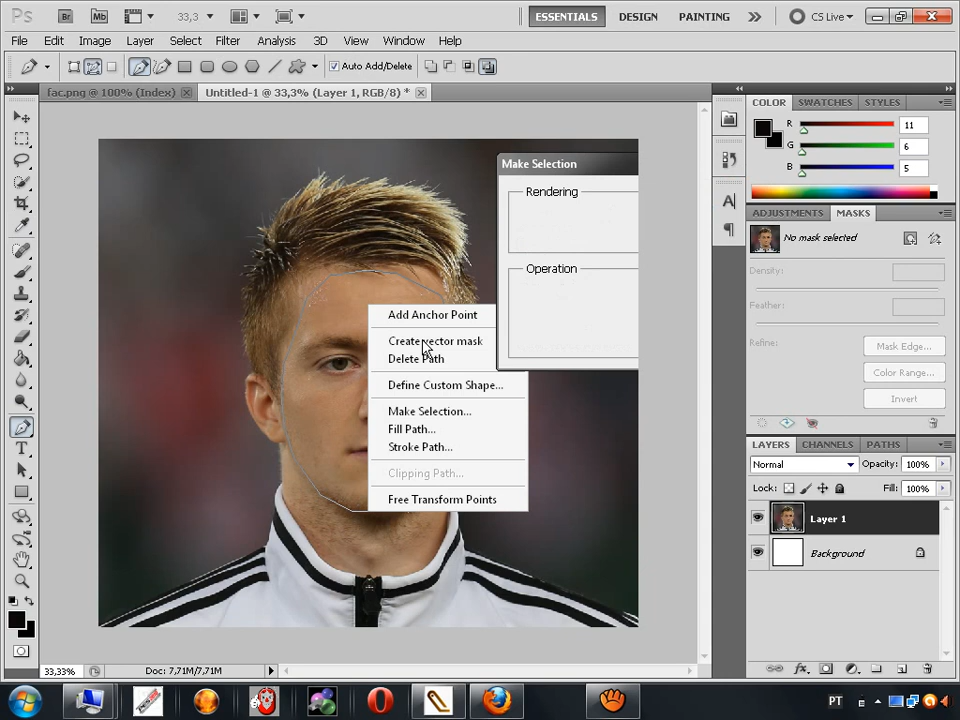 Ps Br Mb 33,3 ESSENTIALS DESIGN PAINTING CS Live
File Edit Image Layer Select Filter Analysis 3D View Window Help
Auto Add/Delete
fac.png @ 100% (Index) Untitled-1 @ 33,3% (Layer 1, RGB/8) *
COLOR SWATCHES STYLES
R 11
G 6
B 5
Make Selection
Rendering
Operation
Add Anchor Point
Create vector mask
Delete Path
Define Custom Shape...
Make Selection...
Fill Path...
Stroke Path...
Clipping Path...
Free Transform Points
ADJUSTMENTS MASKS
No mask selected
Density:
Feather:
Refine: Mask Edge...
Color Range...
Invert
LAYERS CHANNELS PATHS
Normal Opacity: 100%
Lock: Fill: 100%
Layer 1
Background
33,33% Doc: 7,71M/7,71M
PT